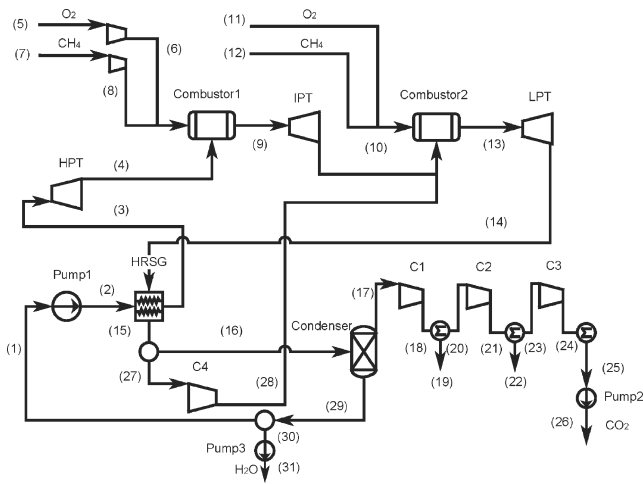 (5) O2 (11) O2
(6)
(7) CH4 (12) CH4
(8)
Combustor1 IPT Combustor2 LPT
(9) (10) (13)
HPT (4)
(3)
(14)
HRSG
Pump1 (2)
C1 C2 C3
(17)
(1) (15) (16) Condenser
(18) (20) (21) (23) (24)
(27) C4 (28) (19) (22) (25)
(29) Pump2
(30) (26) CO2
Pump3
H2O (31)